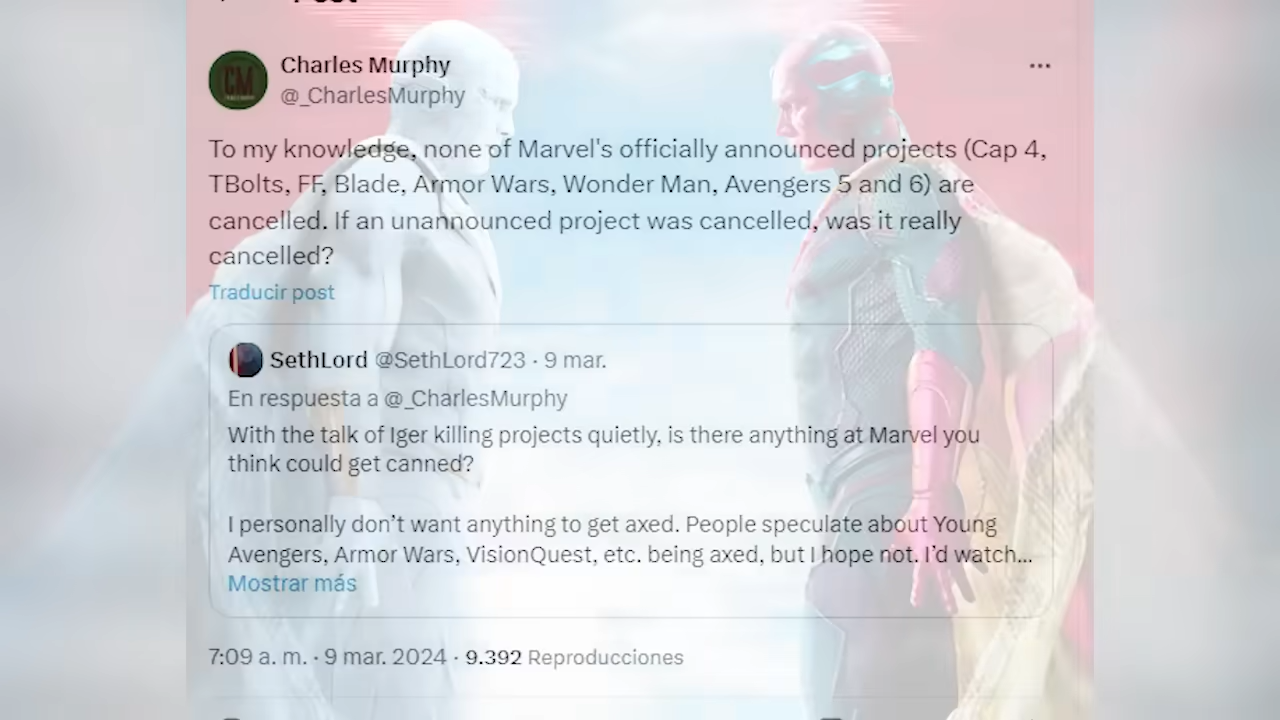 Post
Charles Murphy
@_CharlesMurphy
CM
To my knowledge, none of Marvel's officially announced projects (Cap 4,
TBolts, FF, Blade, Armor Wars, Wonder Man, Avengers 5 and 6) are
cancelled. If an unannounced project was cancelled, was it really
cancelled?
Traducir post
SethLord @SethLord723 · 9 mar.
En respuesta a @_CharlesMurphy
With the talk of Iger killing projects quietly, is there anything at Marvel you
think could get canned?
I personally don’t want anything to get axed. People speculate about Young
Avengers, Armor Wars, VisionQuest, etc. being axed, but I hope not. I’d watch...
Mostrar más
7:09 a. m. · 9 mar. 2024 · 9.392 Reproducciones